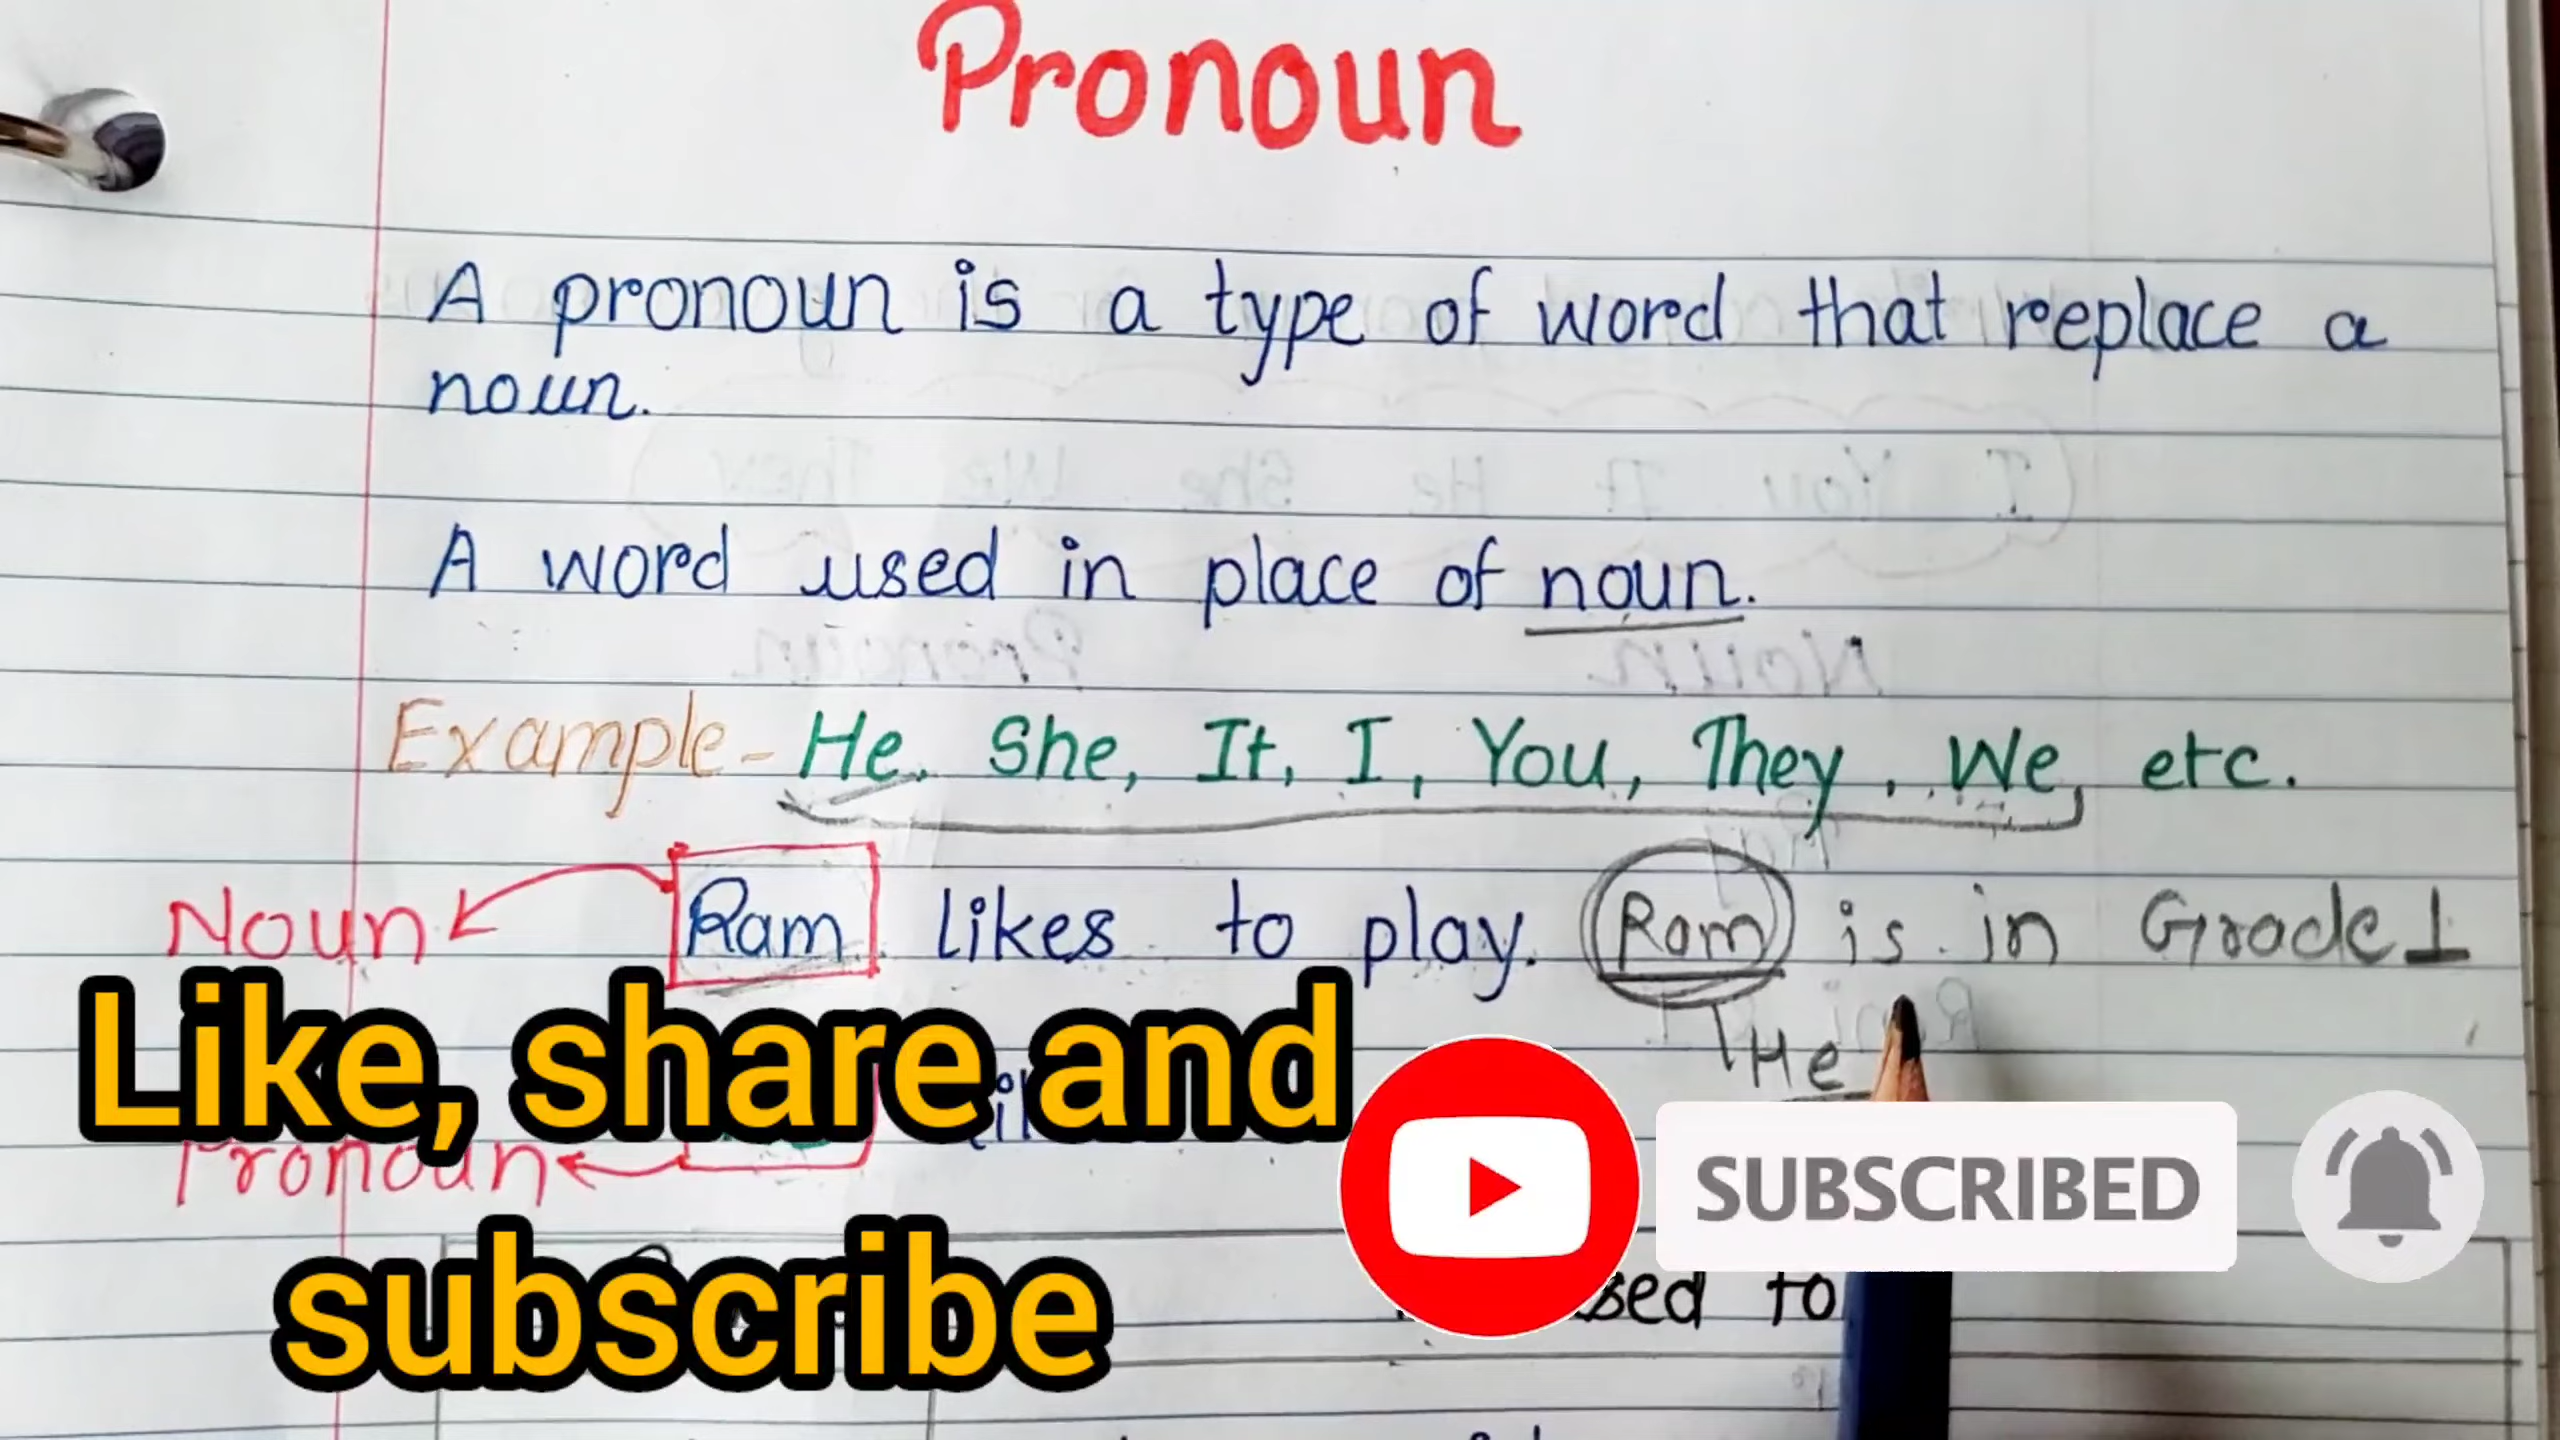 Pronoun
A pronoun is a type of word that replace a
noun.
A word used in place of noun.
Example- He, She, It, I, You, They, We, etc.
Noun Ram likes to play. Ram is in Grade 1
He
Like, share and
Pronoun
SUBSCRIBED
subscribe
to